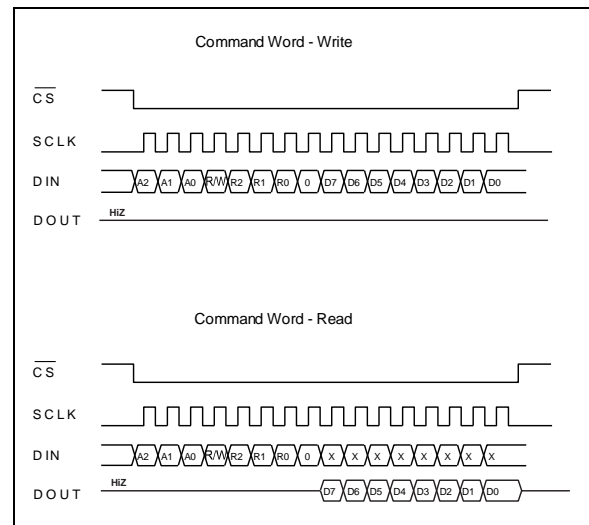 Command Word - Write
CS
SCLK
DIN A2 A1 A0 R/W R2 R1 R0 0 D7 D6 D5 D4 D3 D2 D1 D0
DOUT HiZ
Command Word - Read
CS
SCLK
DIN A2 A1 A0 R/W R2 R1 R0 0 X X X X X X X X
DOUT HiZ D7 D6 D5 D4 D3 D2 D1 D0